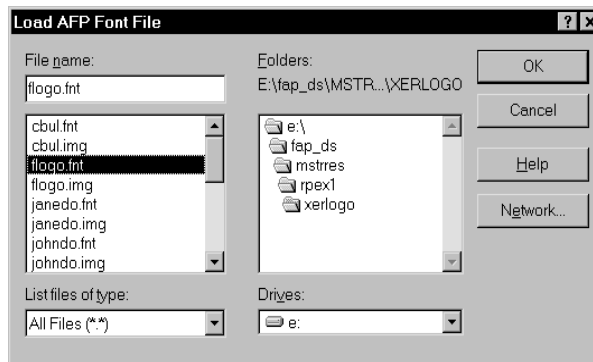 Load AFP Font File
File name:
flogo.fnt
cbul.fnt
cbul.img
flogo.fnt
flogo.img
janedo.fnt
janedo.img
johndo.fnt
johndo.img
List files of type:
All Files (*.*)
Folders:
E:\fap_ds\MSTR...\XERLOGO
e:\
fap_ds
mstrres
rpex1
xerlogo
Drives:
e:
OK
Cancel
Help
Network...